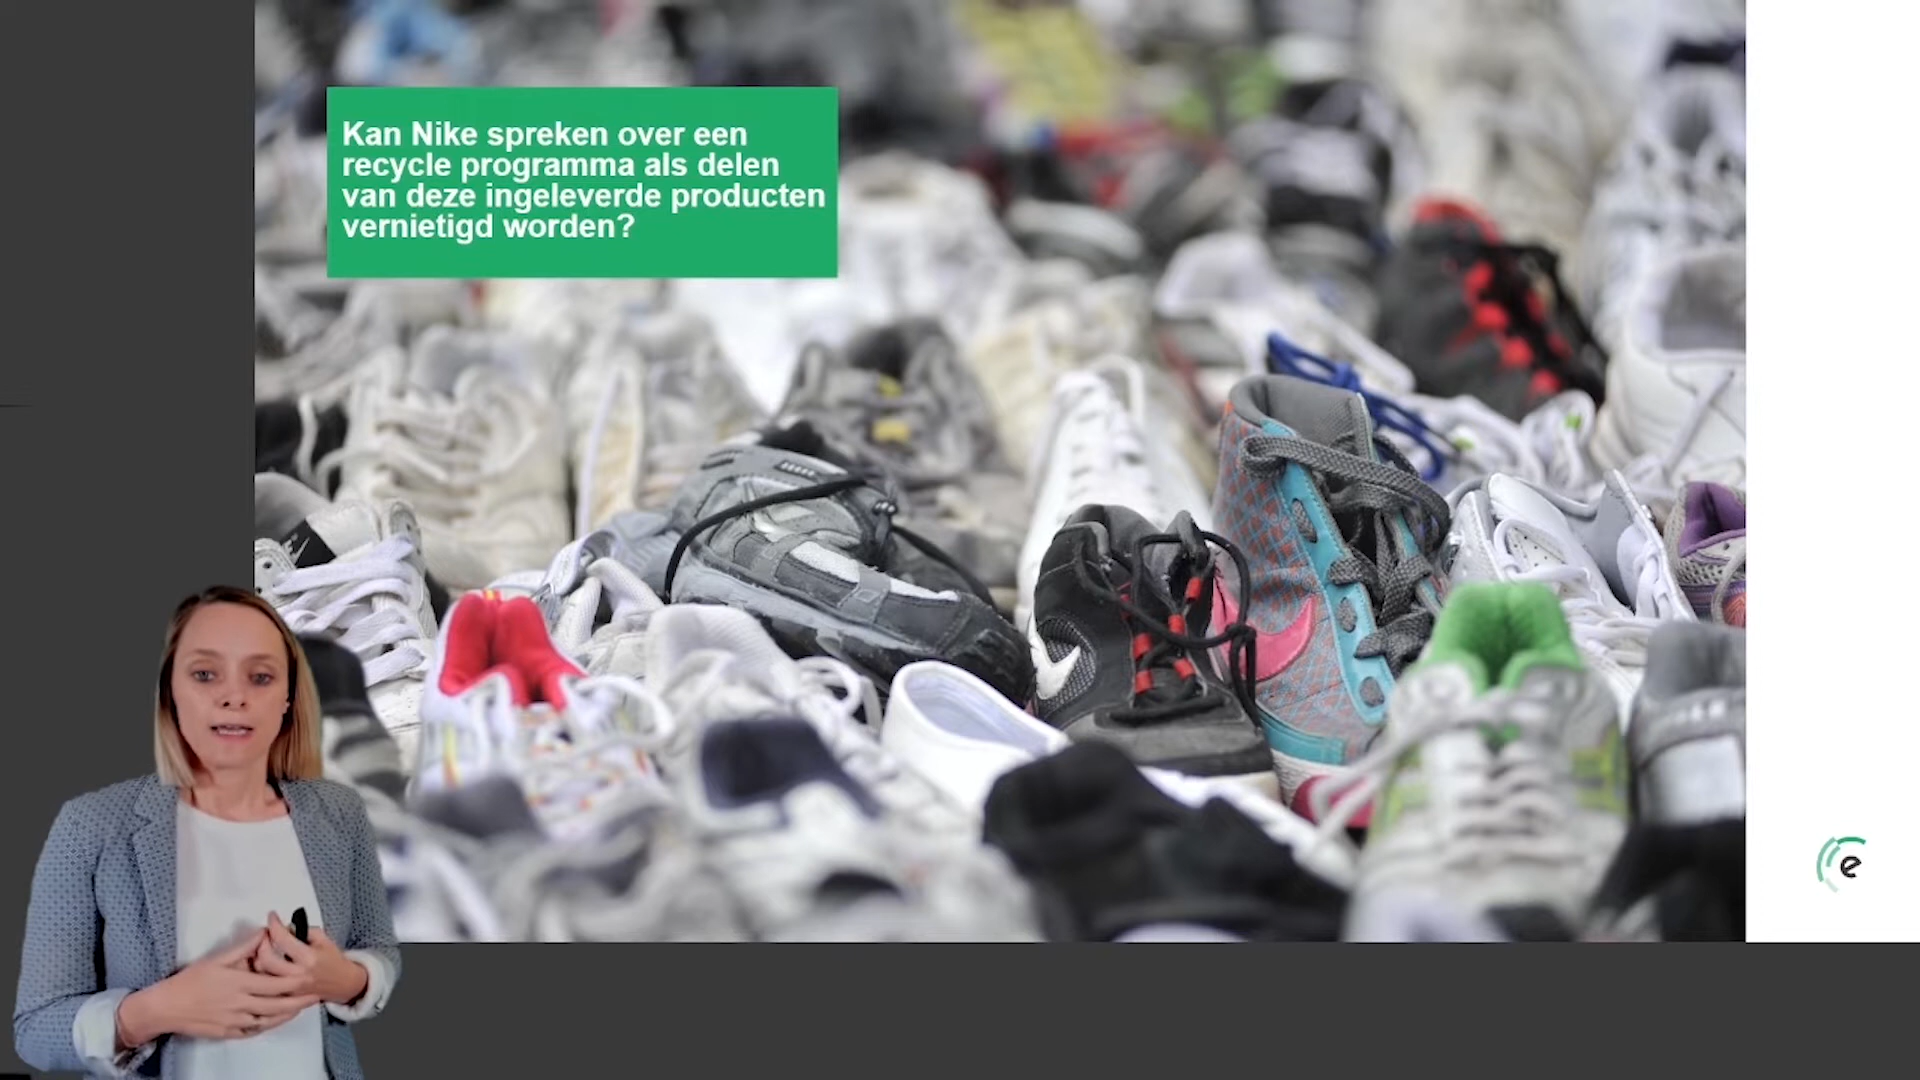 Kan Nike spreken over een
recycle programma als delen
van deze ingeleverde producten
vernietigd worden?
e